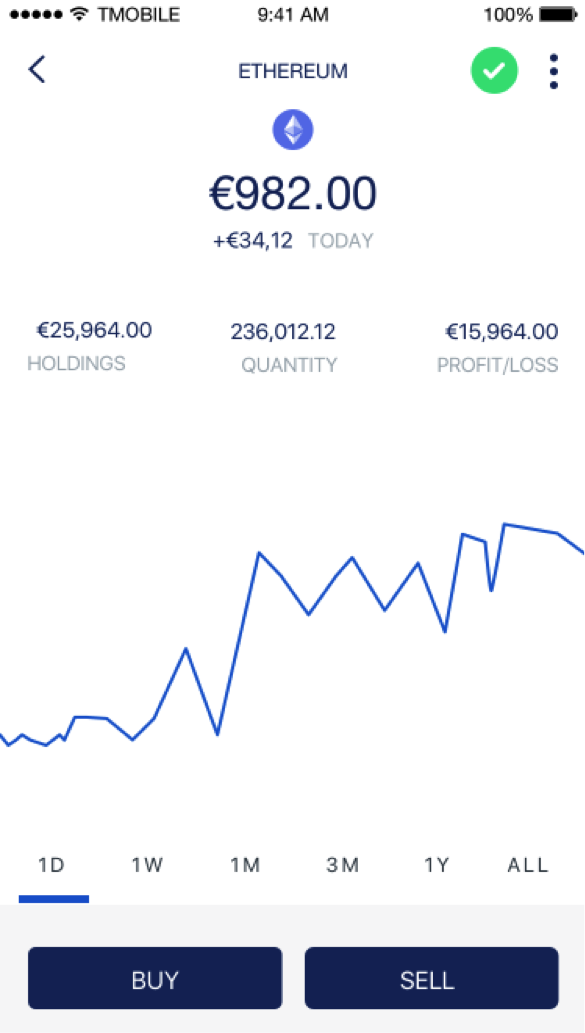 TMOBILE 9:41 AM 100%
ETHEREUM
€982.00
+€34,12 TODAY
€25,964.00 236,012.12 €15,964.00
HOLDINGS QUANTITY PROFIT/LOSS
1D 1W 1M 3M 1Y ALL
BUY SELL